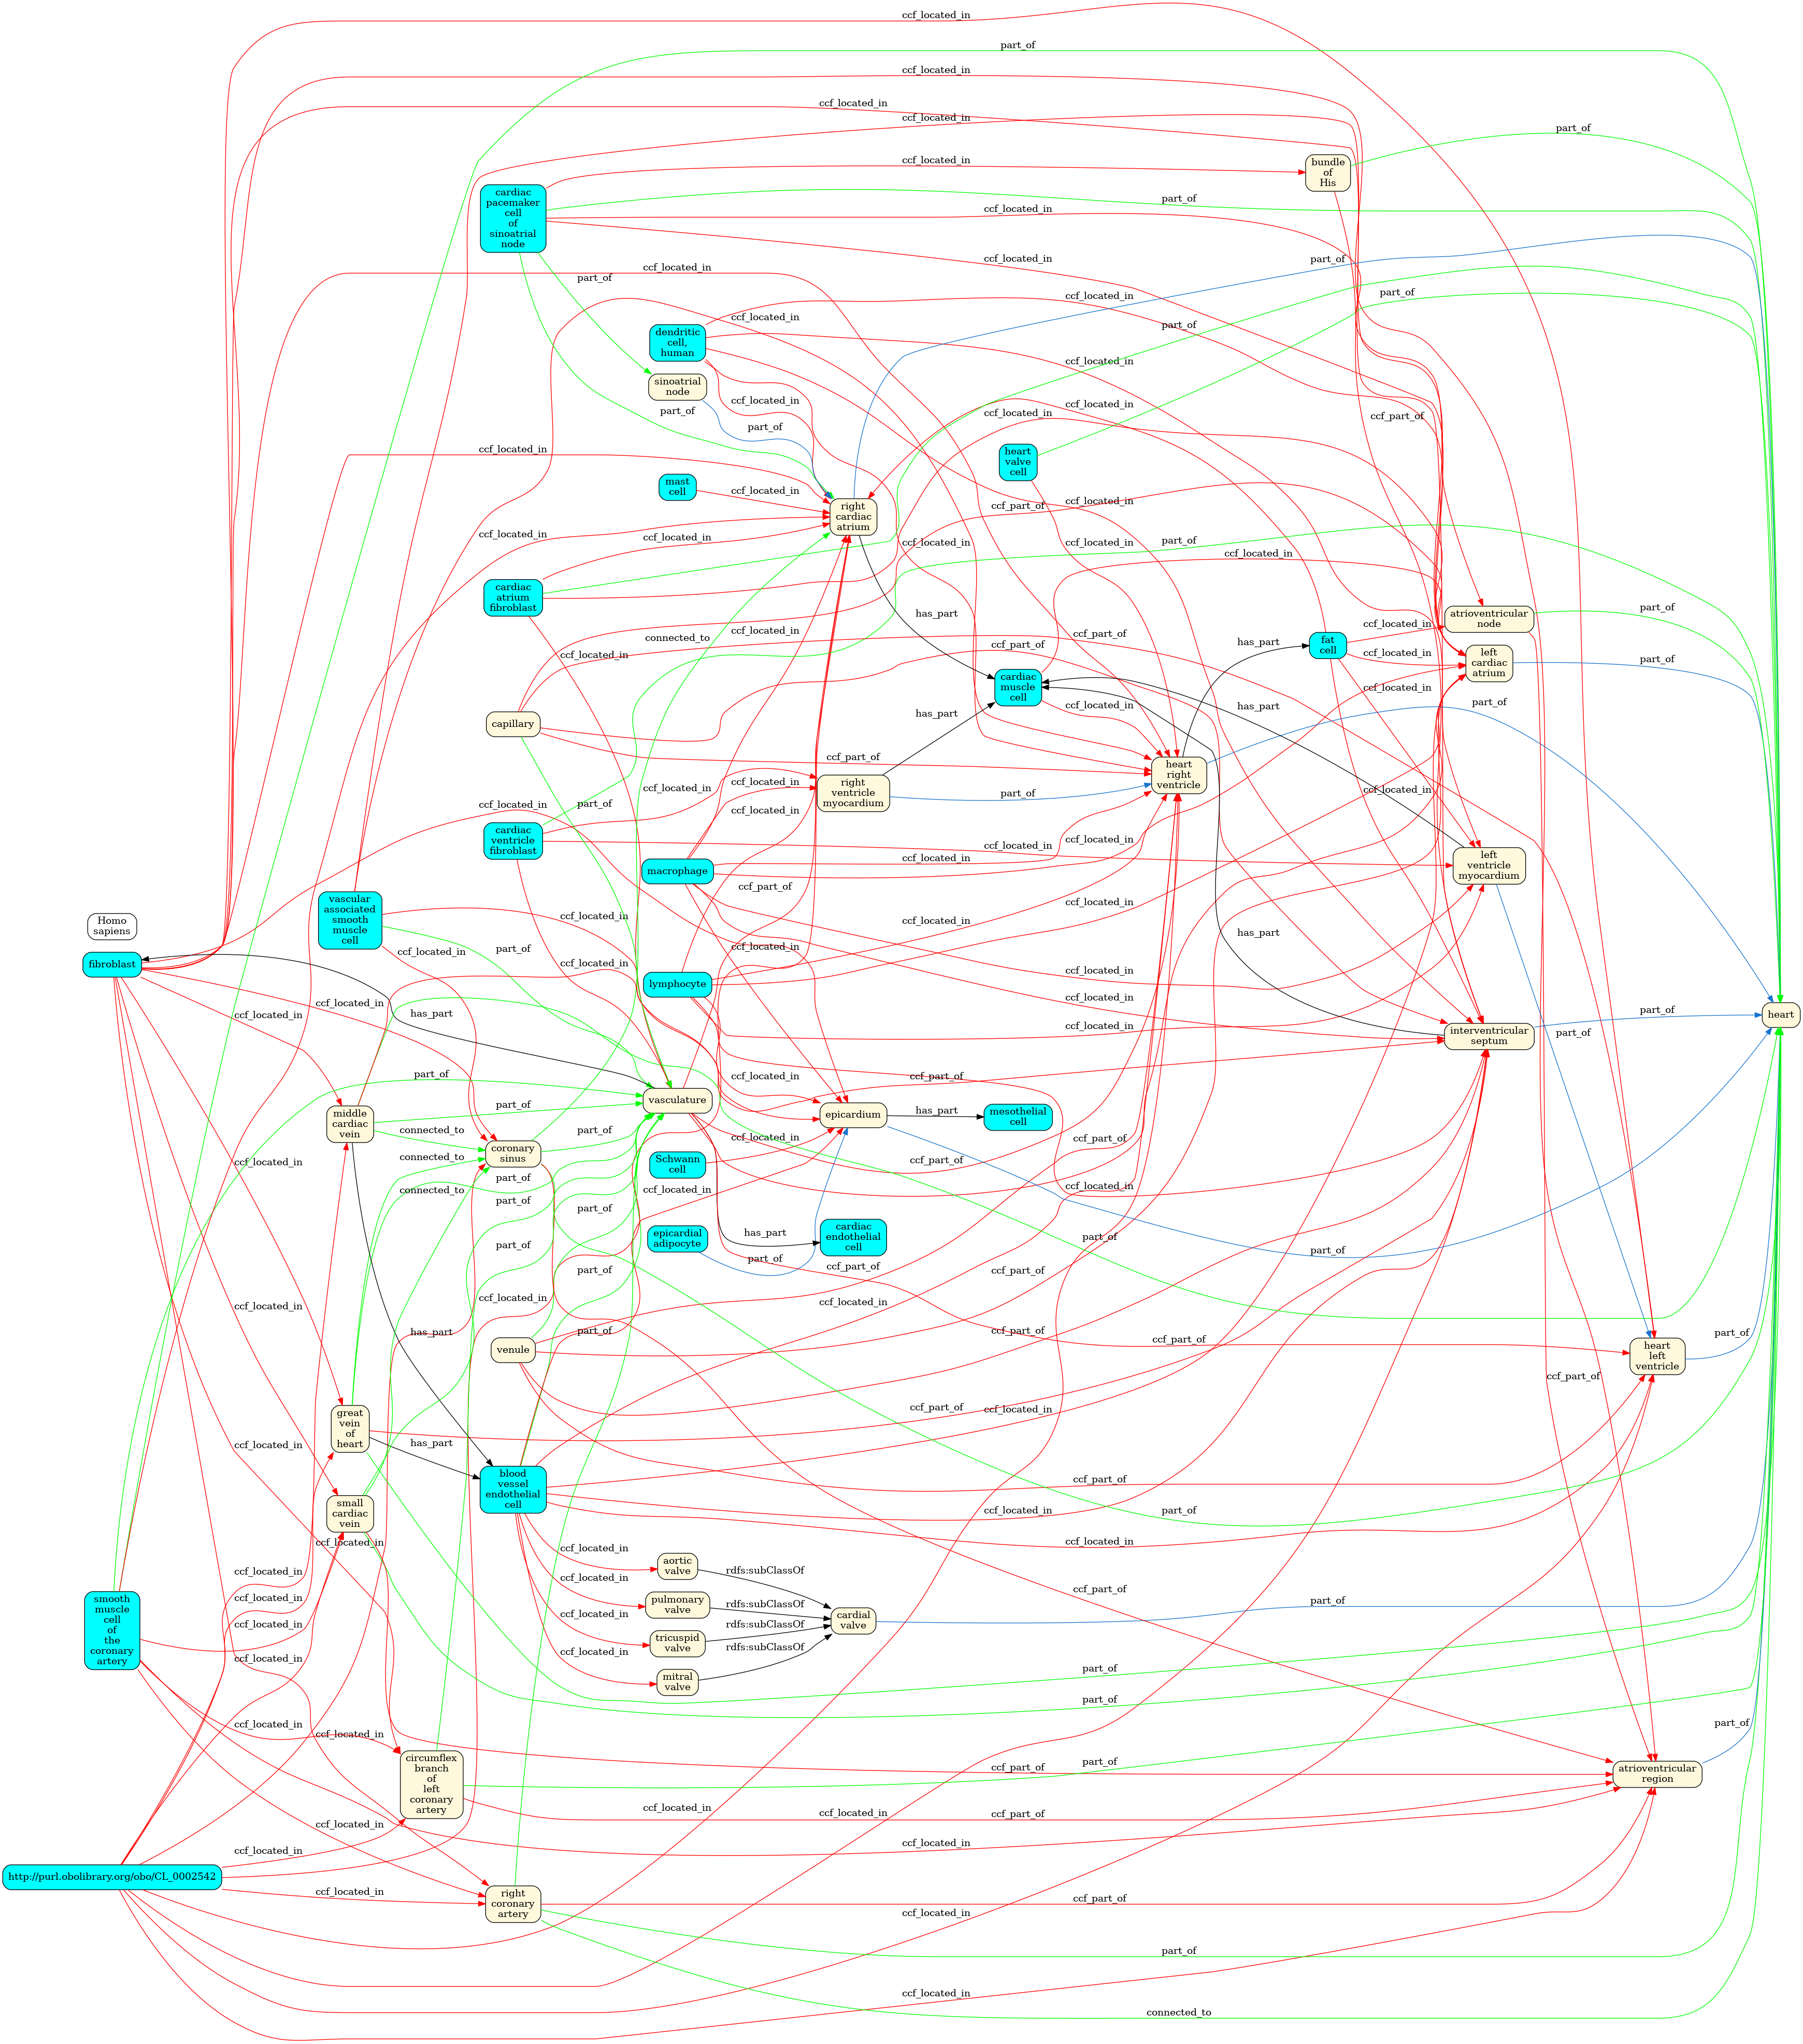 ccf_located_in
part_of
ccf_located_in
ccf_located_in
ccf_located_in
part_of
bundle
of
His
ccf_located_in
cardiac
pacemaker
cell
of
sinoatrial
node
part_of
ccf_located_in
ccf_located_in
part_of
ccf_located_in
part_of
part_of
ccf_located_in
ccf_located_in
dendritic
cell,
human
part_of
ccf_located_in
sinoatrial
node
ccf_located_in
ccf_located_in
part_of
part_of
ccf_located_in
ccf_part_of
heart
valve
cell
ccf_located_in
mast
cell
ccf_located_in
ccf_located_in
ccf_part_of
right
cardiac
atrium
ccf_located_in
ccf_located_in
ccf_located_in
ccf_located_in
part_of
ccf_located_in
cardiac
atrium
fibroblast
has_part
atrioventricular
node
part_of
ccf_located_in
connected_to
ccf_located_in
ccf_part_of
has_part
fat
cell
ccf_part_of
ccf_located_in
ccf_located_in
left
cardiac
atrium
part_of
cardiac
muscle
cell
ccf_located_in
ccf_located_in
has_part
part_of
capillary
has_part
ccf_part_of
ccf_located_in
ccf_located_in
right
ventricle
myocardium
part_of
heart
right
ventricle
ccf_located_in
part_of
ccf_located_in
cardiac
ventricle
fibroblast
ccf_located_in
ccf_located_in
ccf_located_in
ccf_located_in
macrophage
left
ventricle
myocardium
ccf_part_of
ccf_located_in
vascular
associated
smooth
muscle
cell
Homo
sapiens
ccf_located_in
ccf_located_in
has_part
part_of
ccf_located_in
ccf_located_in
fibroblast
ccf_located_in
ccf_located_in
lymphocyte
ccf_located_in
ccf_located_in
ccf_located_in
has_part
ccf_located_in
interventricular
septum
part_of
heart
part_of
part_of
ccf_located_in
ccf_part_of
vasculature
middle
cardiac
vein
part_of
epicardium
has_part
mesothelial
cell
connected_to
part_of
ccf_located_in
ccf_part_of
coronary
sinus
connected_to
ccf_located_in
Schwann
cell
ccf_part_of
connected_to
part_of
ccf_located_in
ccf_located_in
part_of
part_of
has_part
cardiac
endothelial
cell
epicardial
adipocyte
part_of
part_of
part_of
part_of
ccf_part_of
ccf_located_in
part_of
ccf_part_of
ccf_located_in
ccf_located_in
has_part
part_of
ccf_part_of
part_of
venule
ccf_part_of
heart
left
ventricle
great
vein
of
heart
ccf_part_of
ccf_part_of
ccf_located_in
has_part
ccf_located_in
blood
vessel
endothelial
cell
ccf_part_of
small
cardiac
vein
ccf_located_in
part_of
ccf_located_in
ccf_located_in
ccf_located_in
aortic
valve
rdfs:subClassOf
ccf_located_in
ccf_located_in
ccf_part_of
smooth
muscle
cell
of
the
coronary
artery
ccf_located_in
pulmonary
valve
rdfs:subClassOf
cardial
valve
part_of
ccf_located_in
ccf_located_in
tricuspid
valve
rdfs:subClassOf
rdfs:subClassOf
ccf_located_in
ccf_located_in
mitral
valve
part_of
part_of
ccf_located_in
ccf_located_in
part_of
circumflex
branch
of
left
coronary
artery
part_of
ccf_part_of
atrioventricular
region
ccf_located_in
ccf_located_in
ccf_part_of
ccf_located_in
ccf_located_in
ccf_located_in
http://purl.obolibrary.org/obo/CL_0002542
ccf_located_in
right
coronary
artery
ccf_part_of
ccf_located_in
part_of
ccf_located_in
connected_to